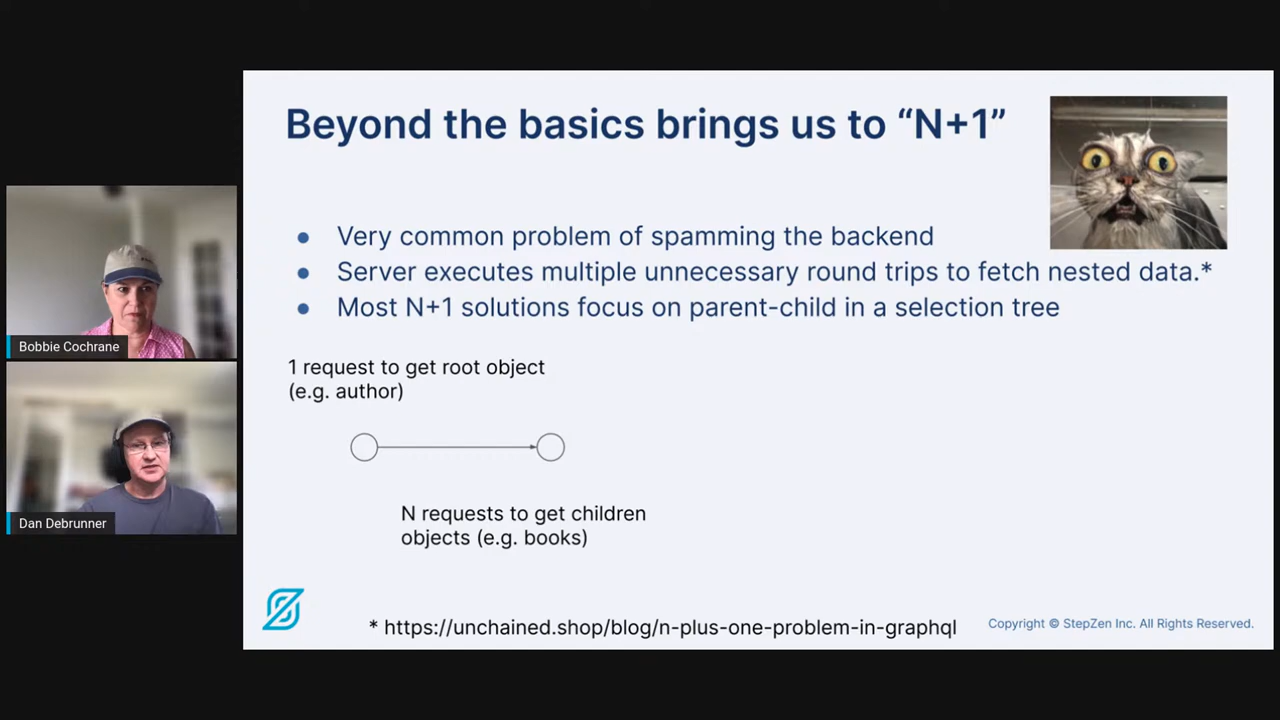 Beyond the basics brings us to “N+1”
● Very common problem of spamming the backend
● Server executes multiple unnecessary round trips to fetch nested data.*
● Most N+1 solutions focus on parent-child in a selection tree
1 request to get root object
(e.g. author)
N requests to get children
objects (e.g. books)
* https://unchained.shop/blog/n-plus-one-problem-in-graphql
Copyright © StepZen Inc. All Rights Reserved.
Bobbie Cochrane
Dan Debrunner